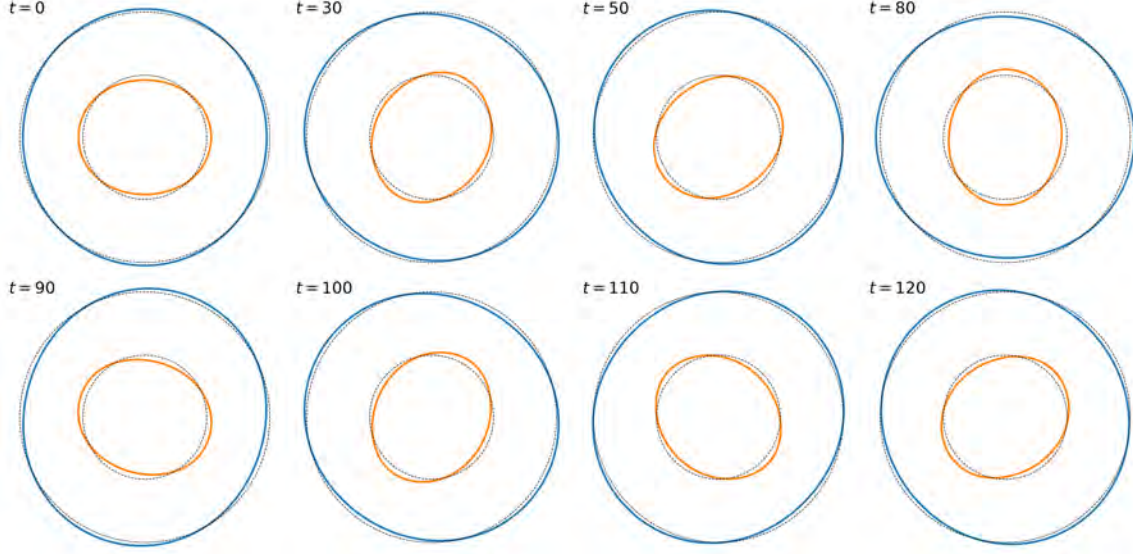 t = 0
t = 30
t = 50
t = 80
t = 90
t = 100
t = 110
t = 120